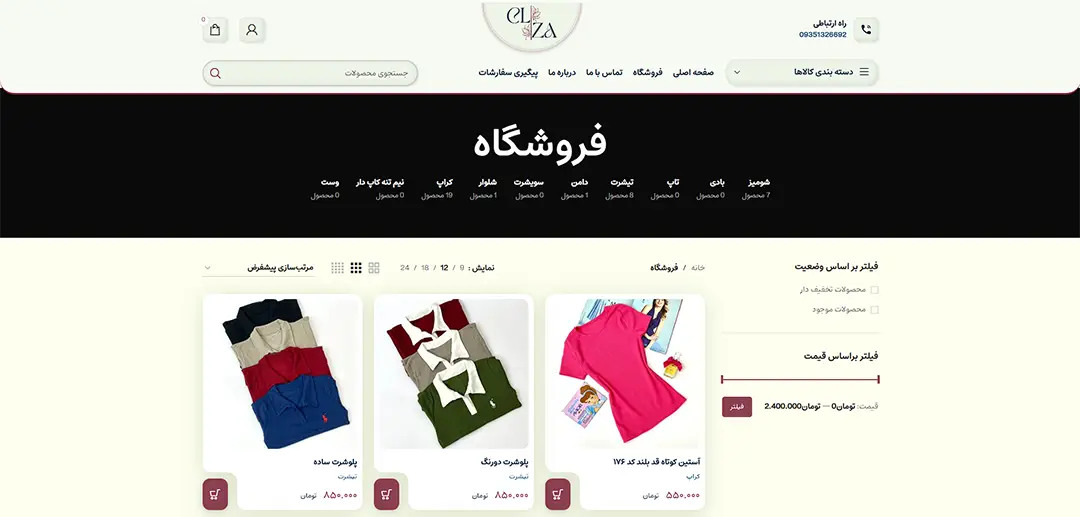 راه ارتباطی
09351326692
ELIZA
0
دسته بندی کالاها
صفحه اصلی فروشگاه تماس با ما درباره ما پیگیری سفارشات
جستجوی محصولات
فروشگاه
شومیز بادی تاپ تیشرت دامن سویشرت شلوار کراپ نیم تنه کاپ دار وست
7 محصول 0 محصول 0 محصول 8 محصول 1 محصول 0 محصول 1 محصول 19 محصول 0 محصول 0 محصول
فیلتر بر اساس وضعیت
محصولات تخفیف دار
محصولات موجود
فیلتر براساس قیمت
قیمت: تومان0 — تومان2.400.000
فیلتر
خانه / فروشگاه
نمایش : 9 / 12 / 18 / 24
مرتب‌سازی پیشفرض
آستین کوتاه قد بلند کد ۱۷۶
کراپ
۵۵۰.۰۰۰ تومان
پلوشرت دورنگ
تیشرت
۸۵۰.۰۰۰ تومان
پلوشرت ساده
تیشرت
۸۵۰.۰۰۰ تومان